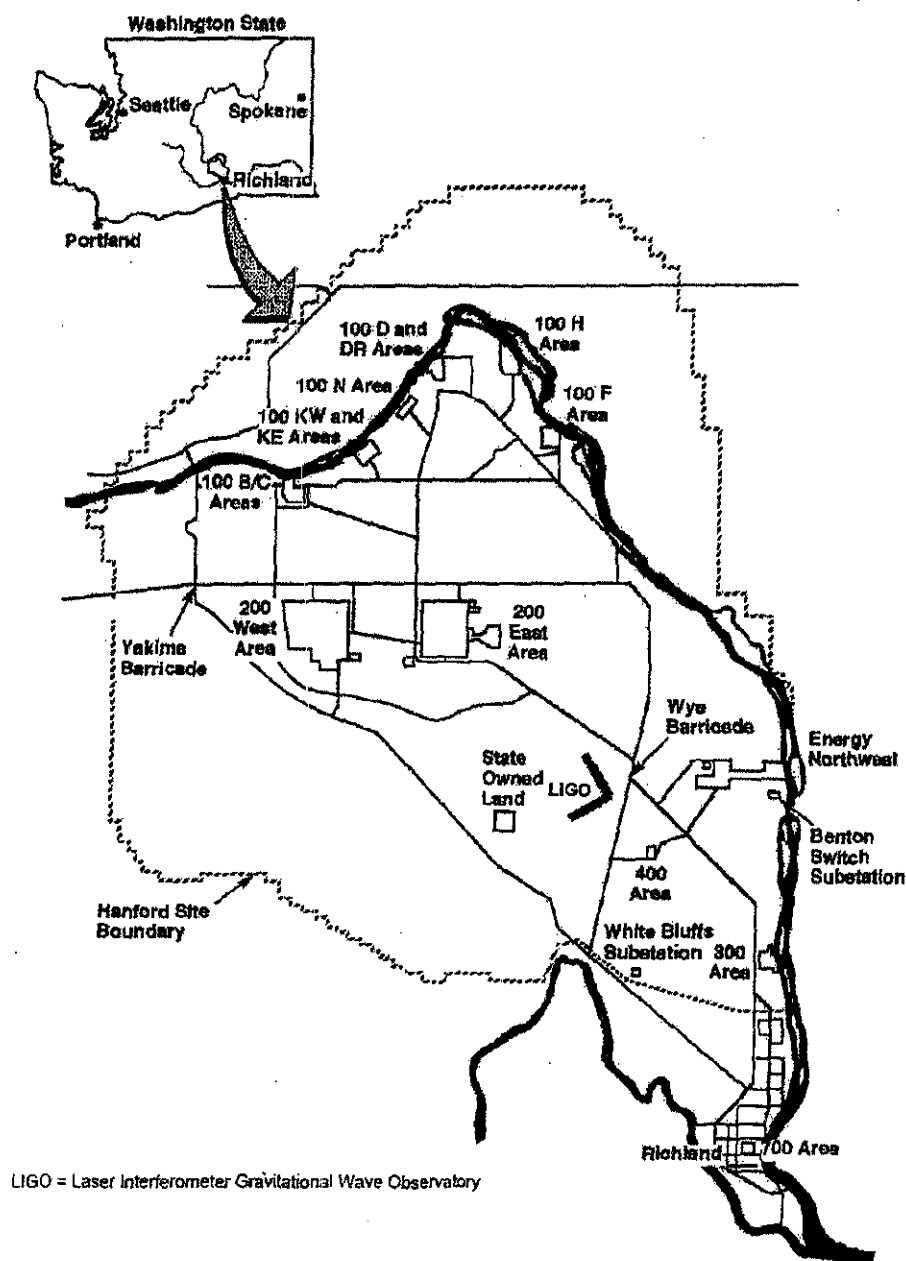 Washington State
Seattle
Spokane
Richland
Portland
100 D and
DR Areas
100 H
Area
100 N Area
100 F
Area
100 KW and
KE Areas
100 B/C
Areas
200
West
Area
200
East
Area
Yakima
Barricade
Wye
Barricade
Energy
Northwest
State
Owned
Land
LIGO
Benton
Switch
Substation
400
Area
Hanford Site
Boundary
White Bluffs
Substation
300
Area
Richland
700 Area
LIGO = Laser Interferometer Gravitational Wave Observatory